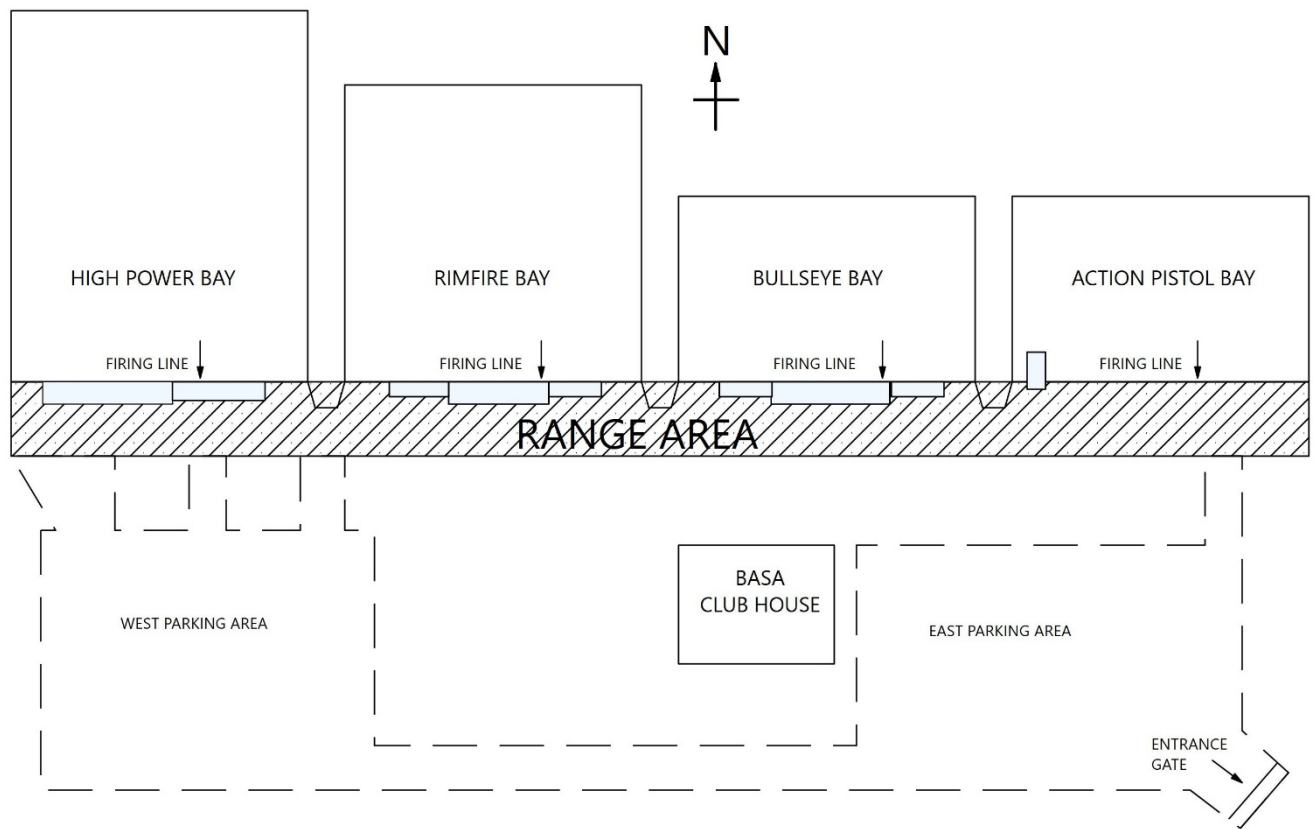 N
HIGH POWER BAY
RIMFIRE BAY
BULLSEYE BAY
ACTION PISTOL BAY
FIRING LINE
FIRING LINE
FIRING LINE
FIRING LINE
RANGE AREA
BASA
CLUB HOUSE
WEST PARKING AREA
EAST PARKING AREA
ENTRANCE
GATE